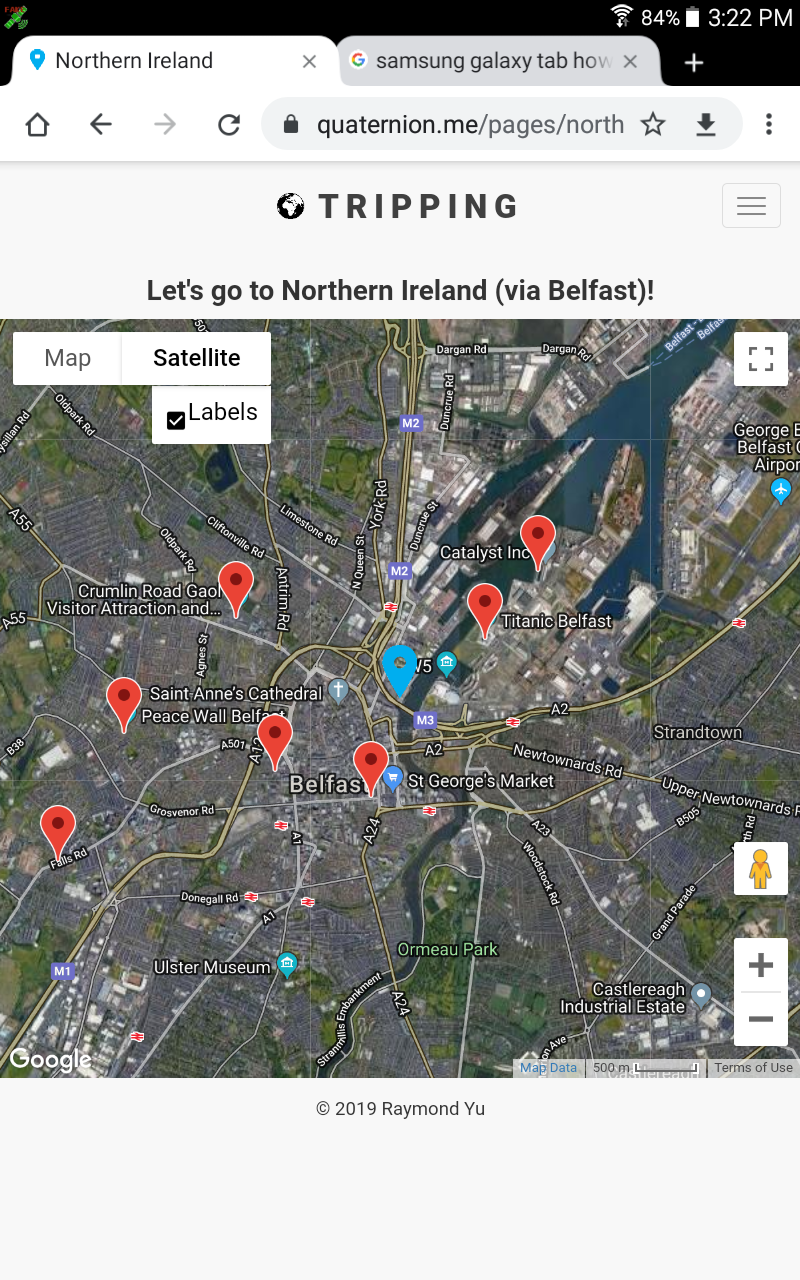 FAKE
84%
3:22 PM
Northern Ireland
samsung galaxy tab how
quaternion.me/pages/north
TRIPPING
Let's go to Northern Ireland (via Belfast)!
Map
Satellite
Labels
Dargan Rd
Dargan Rd
Belfast -
Belfas
Oldpark Rd
Duncrue Rd
M2
George B
Belfast C
Airpor
A55
York Rd
Duncrue St
Limestone Rd
Cliftonville Rd
Oldpark Rd
N Queen St
Catalyst Inc
M2
Crumlin Road Gaol
Visitor Attraction and...
Antrim Rd
A55
Titanic Belfast
Agnes St
W5
Saint Anne's Cathedral
Peace Wall Belfast
M3
A2
B38
A501
A12
A2
Strandtown
Newtownards Rd
Belfast
St George's Market
Upper Newtownards R
Grosvenor Rd
B505
A24
A23
A1
Falls Rd
Woodstock Rd
Donegall Rd
A1
Grand Parade
Ormeau Park
M1
Ulster Museum
Castlereagh
Industrial Estate
A24
Stranmillis Embankment
Google
Map Data
500 m
Terms of Use
© 2019 Raymond Yu